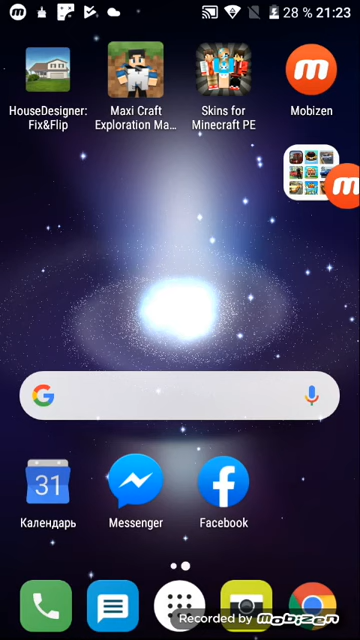 28 % 21:23
HouseDesigner: Fix&Flip
Maxi Craft Exploration Ma...
Skins for Minecraft PE
Mobizen
31
Календарь
Messenger
Facebook
Recorded by mobizen